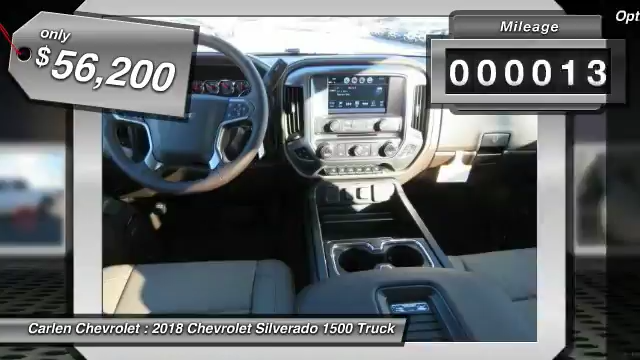 only
$56,200
Mileage
000013
Opt
Carlen Chevrolet : 2018 Chevrolet Silverado 1500 Truck